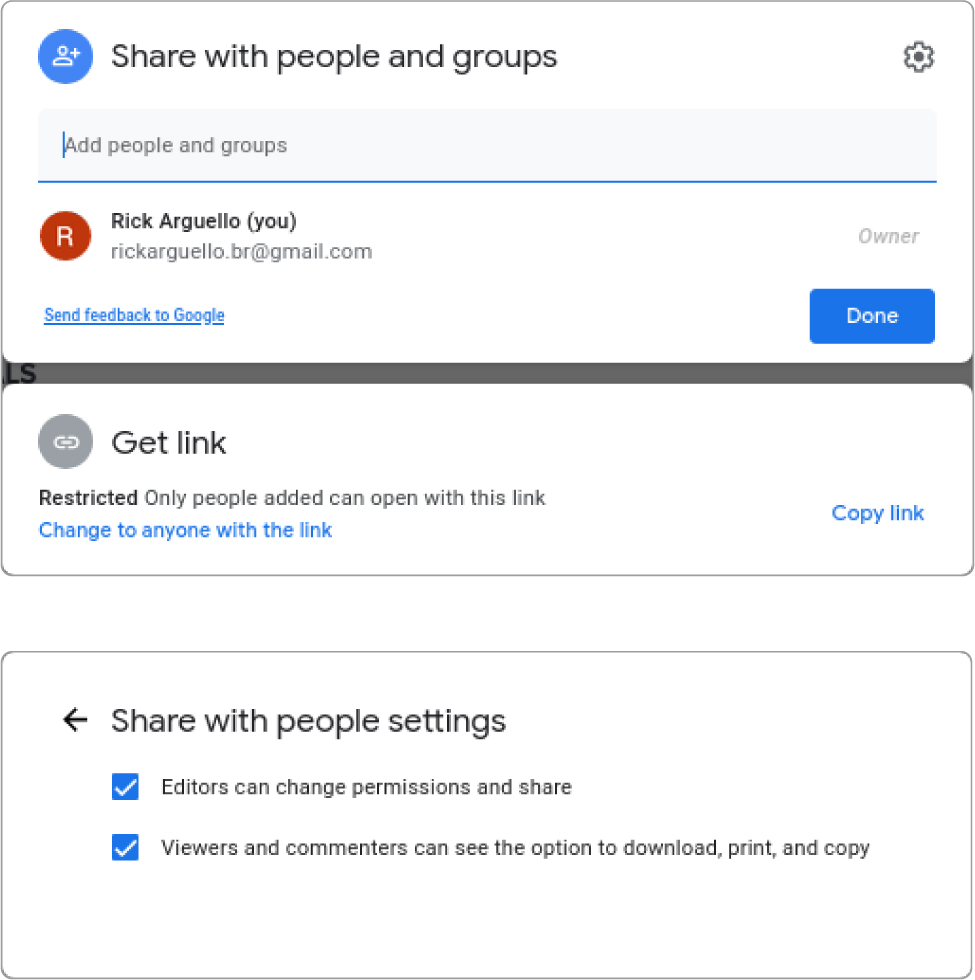 Share with people and groups
Add people and groups
R
Rick Arguello (you)
rickarguello.br@gmail.com
Owner
Send feedback to Google
Done
LS
Get link
Restricted Only people added can open with this link
Change to anyone with the link
Copy link
Share with people settings
Editors can change permissions and share
Viewers and commenters can see the option to download, print, and copy